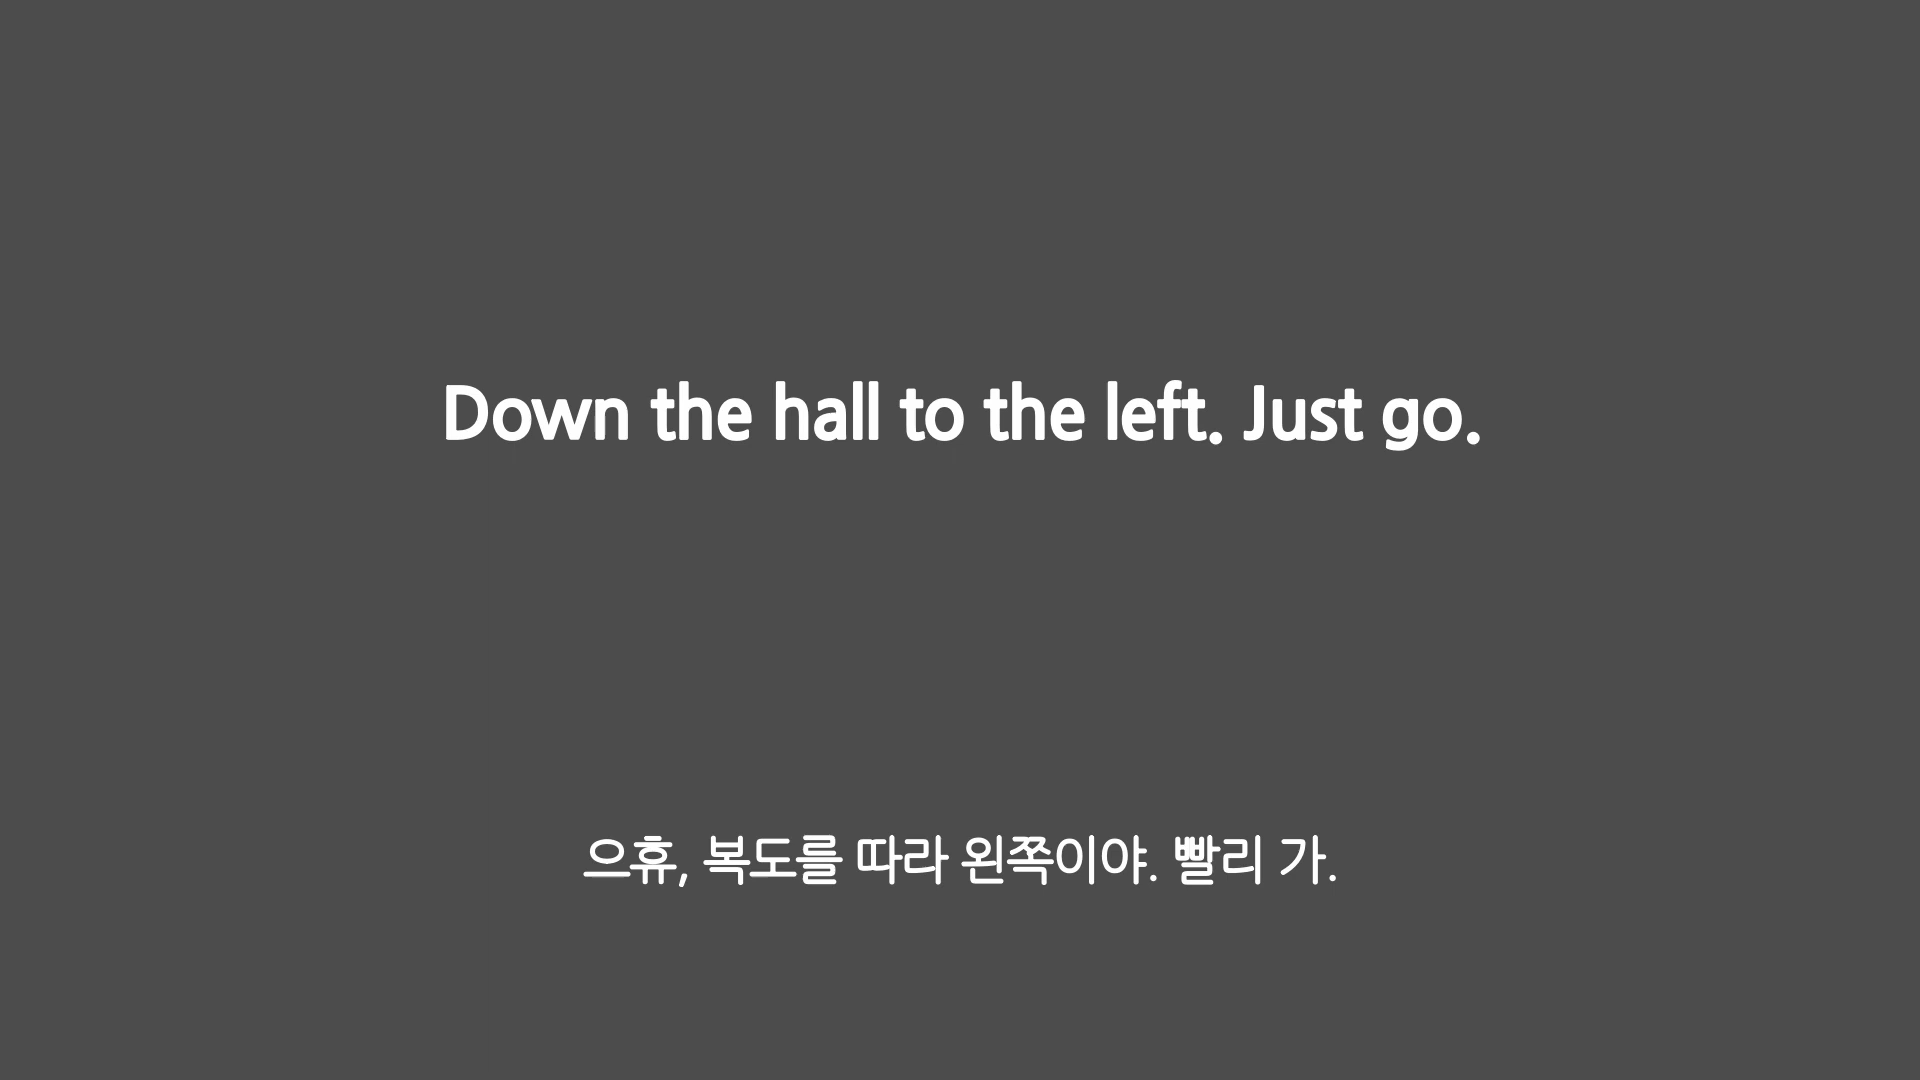 Down the hall to the left. Just go.
으휴, 복도를 따라 왼쪽이야. 빨리 가.